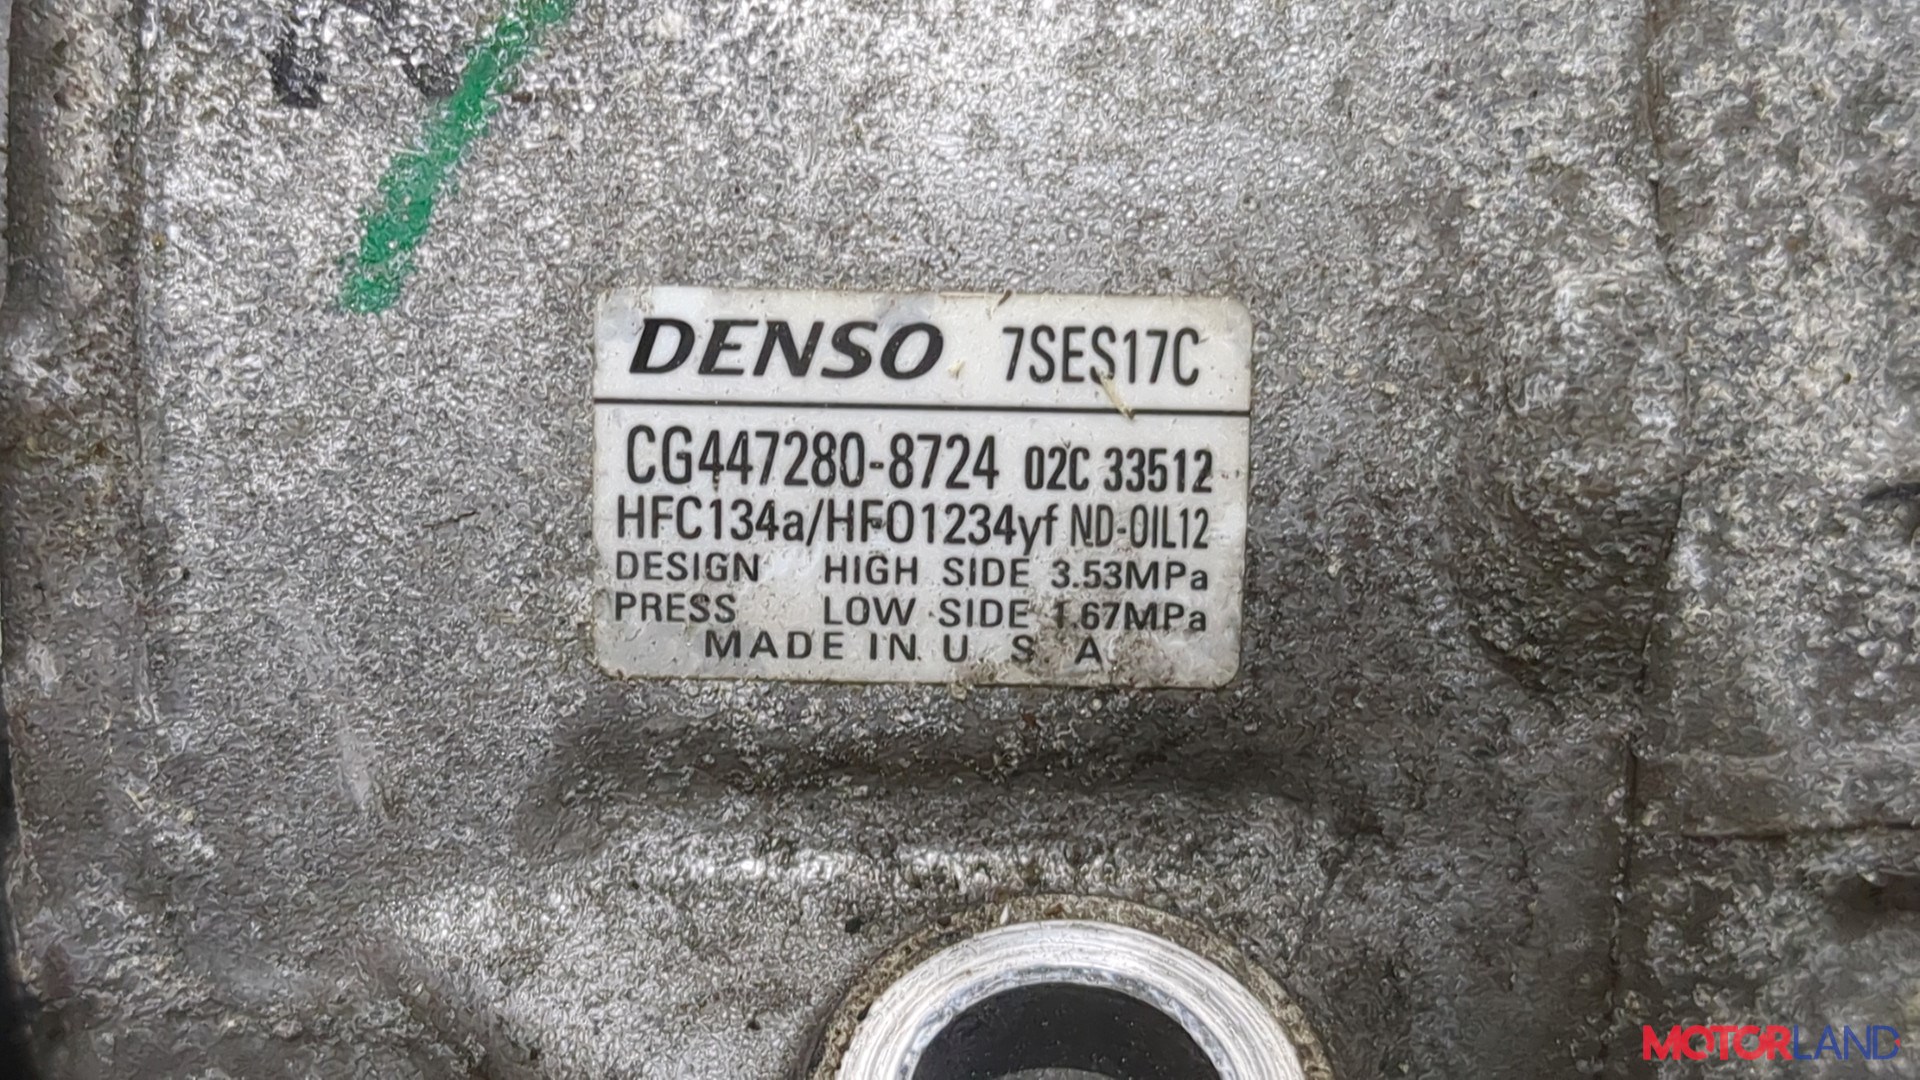 DENSO 7SES17C
CG447280-8724 02C 33512
HFC134a/HFO1234yf ND-OIL12
DESIGN HIGH SIDE 3.53MPa
PRESS LOW SIDE 1.67MPa
MADE IN U.S.A
MOTORLAND